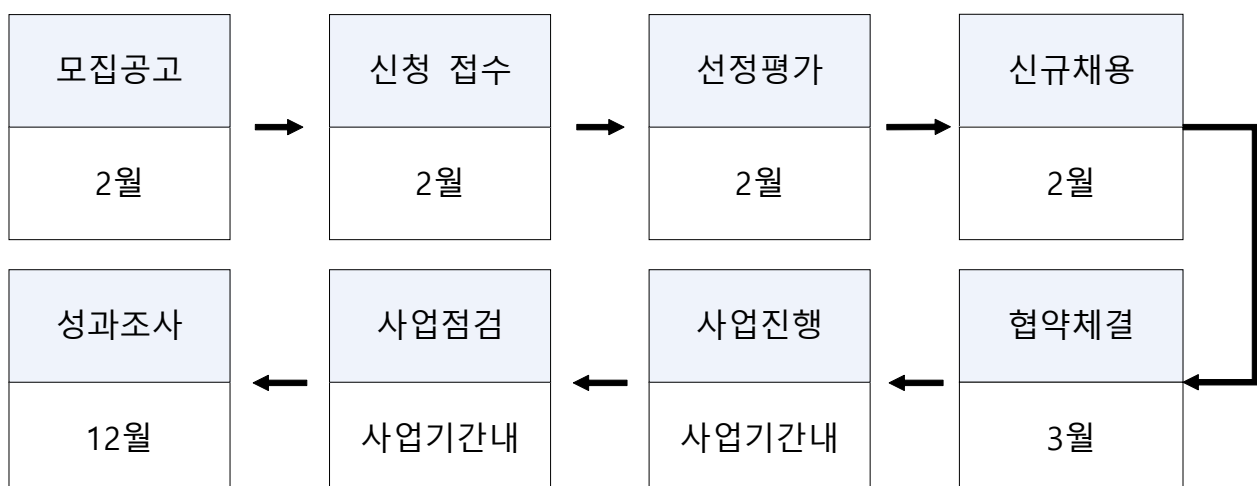 모집공고
신청 접수
선정평가
신규채용
2월
2월
2월
2월
성과조사
사업점검
사업진행
협약체결
12월
사업기간내
사업기간내
3월